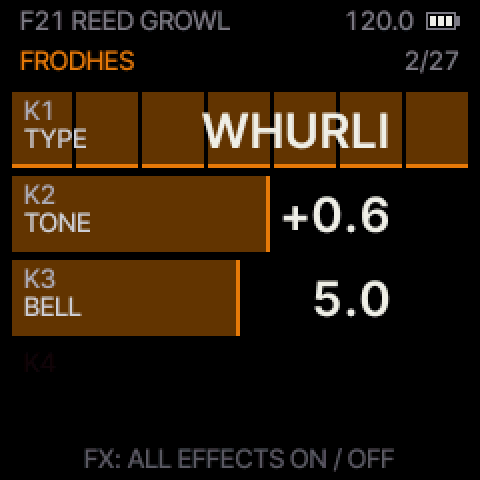 F21 REED GROWL 120.0
FRODHES 2/27
K1
TYPE WHURLI
K2
TONE +0.6
K3
BELL 5.0
K4
FX: ALL EFFECTS ON / OFF